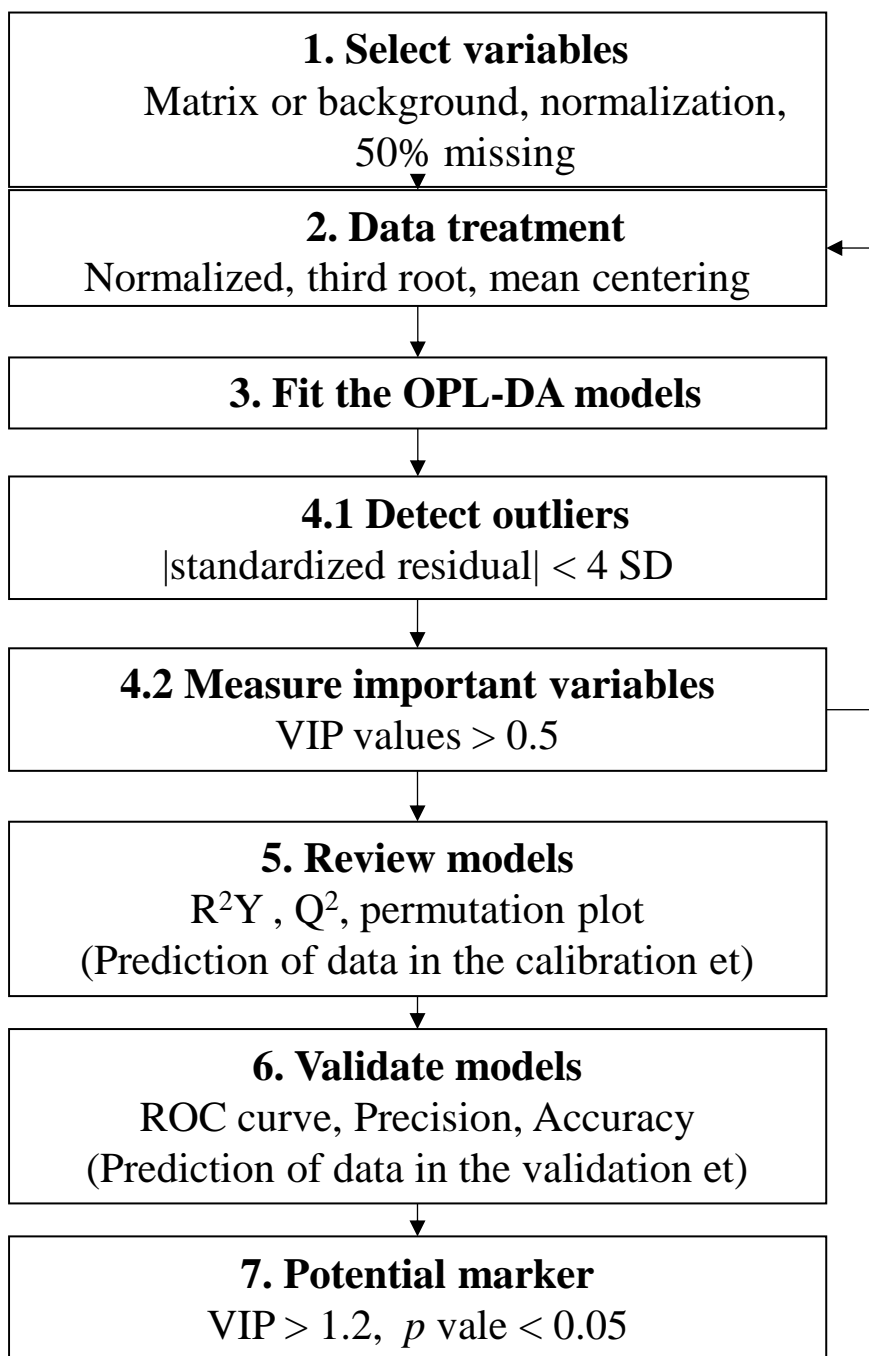 1. Select variables
Matrix or background, normalization,
50% missing
2. Data treatment
Normalized, third root, mean centering
3. Fit the OPL-DA models
4.1 Detect outliers
|standardized residual| < 4 SD
4.2 Measure important variables
VIP values > 0.5
5. Review models
R²Y , Q², permutation plot
(Prediction of data in the calibration et)
6. Validate models
ROC curve, Precision, Accuracy
(Prediction of data in the validation et)
7. Potential marker
VIP > 1.2, p vale < 0.05